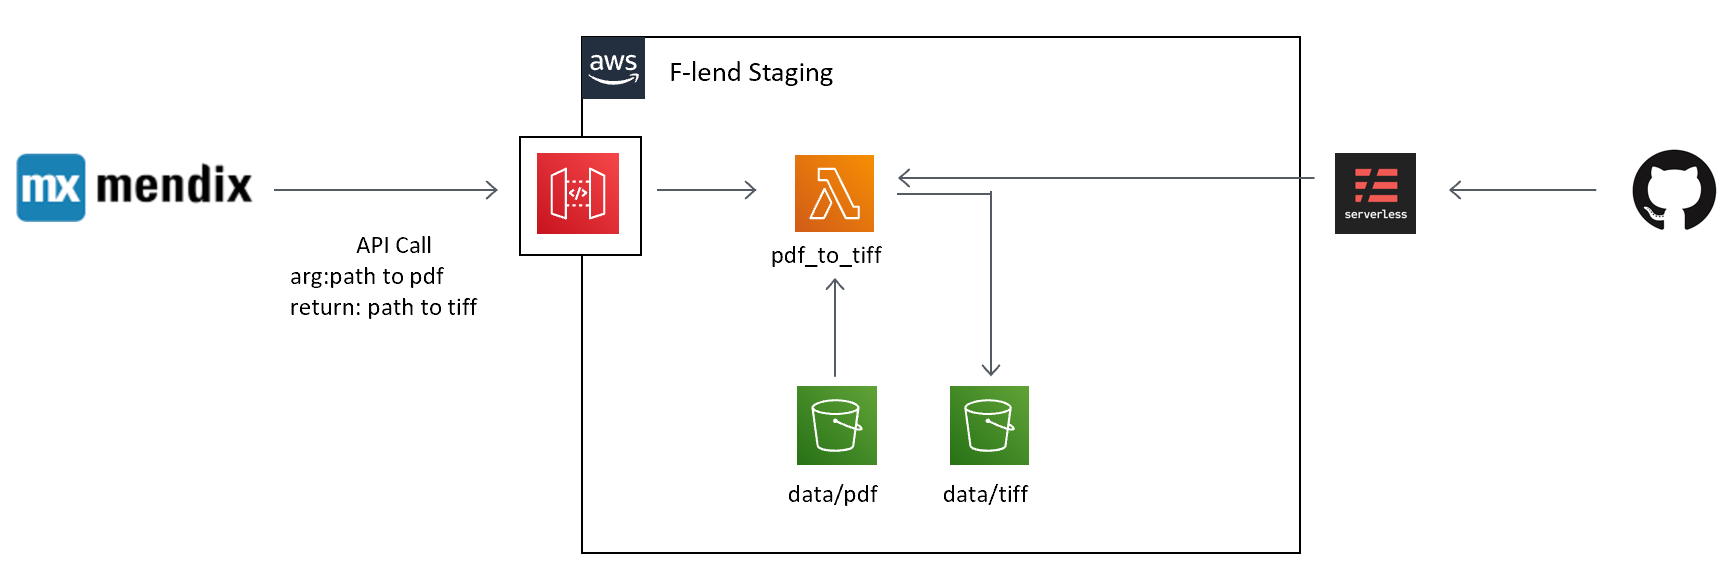 aws
F-lend Staging
mx mendix
</>
serverless
API Call
arg:path to pdf
return: path to tiff
pdf_to_tiff
data/pdf
data/tiff